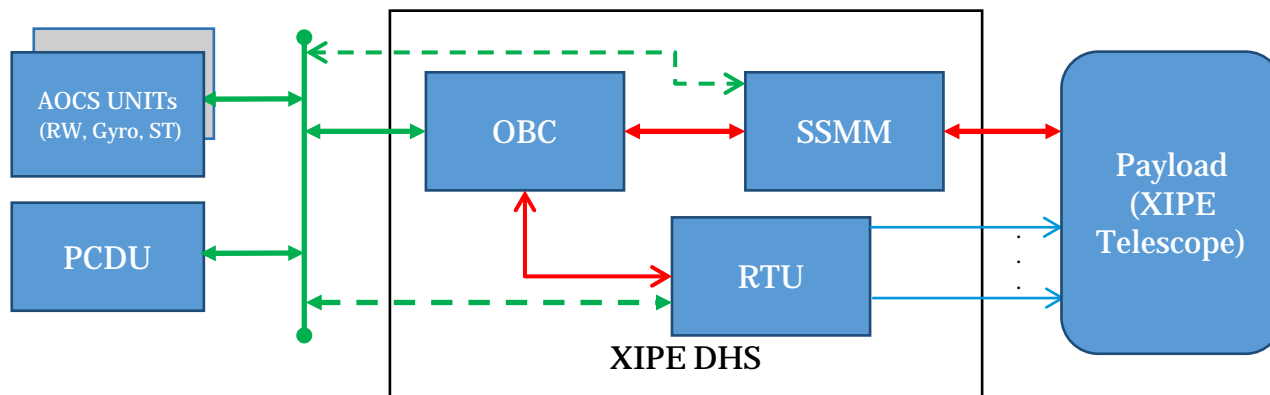 AOCS UNITs
(RW, Gyro, ST)
PCDU
OBC
SSMM
RTU
XIPE DHS
Payload
(XIPE
Telescope)